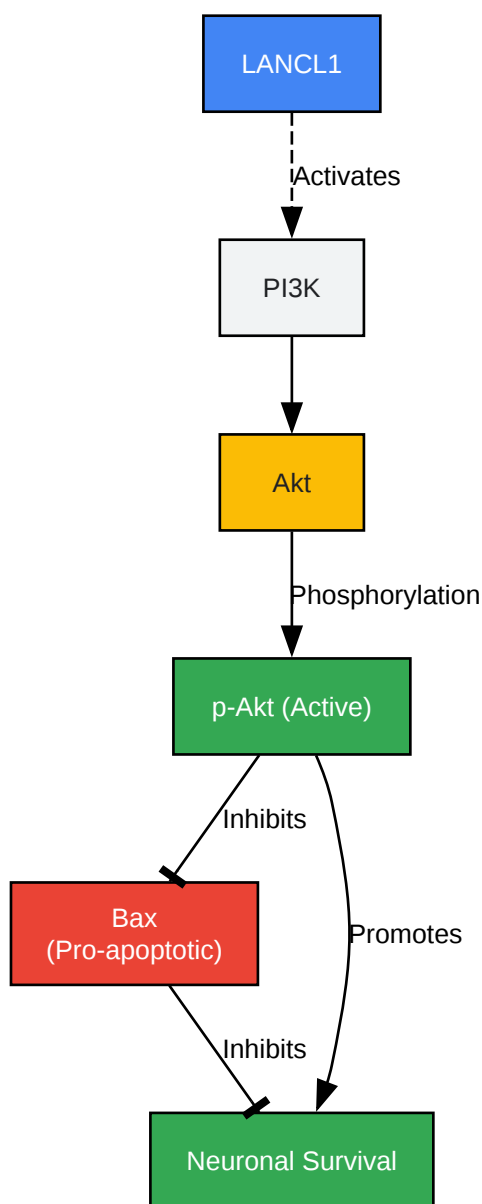 LANCL1
Activates
PI3K
Akt
Phosphorylation
p-Akt (Active)
Inhibits
Bax
(Pro-apoptotic)
Promotes
Inhibits
Neuronal Survival